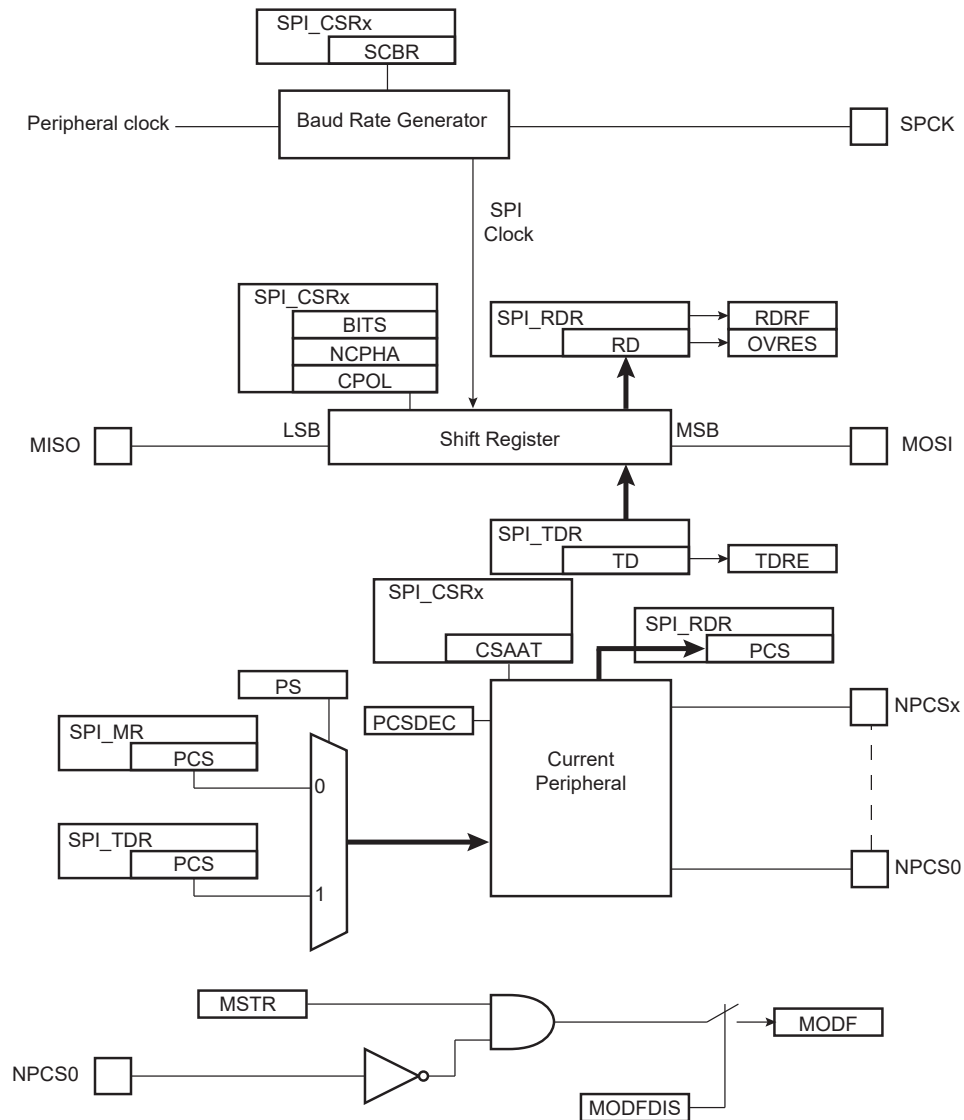 SPI_CSRx
SCBR
Peripheral clock
Baud Rate Generator
SPCK
SPI
Clock
SPI_CSRx
BITS
NCPHA
CPOL
SPI_RDR
RD
RDRF
OVRES
MISO
LSB
Shift Register
MSB
MOSI
SPI_TDR
TD
TDRE
SPI_CSRx
CSAAT
SPI_RDR
PCS
PS
PCSDEC
NPCSx
SPI_MR
PCS
0
Current
Peripheral
SPI_TDR
PCS
1
NPCS0
MSTR
MODF
NPCS0
MODFDIS